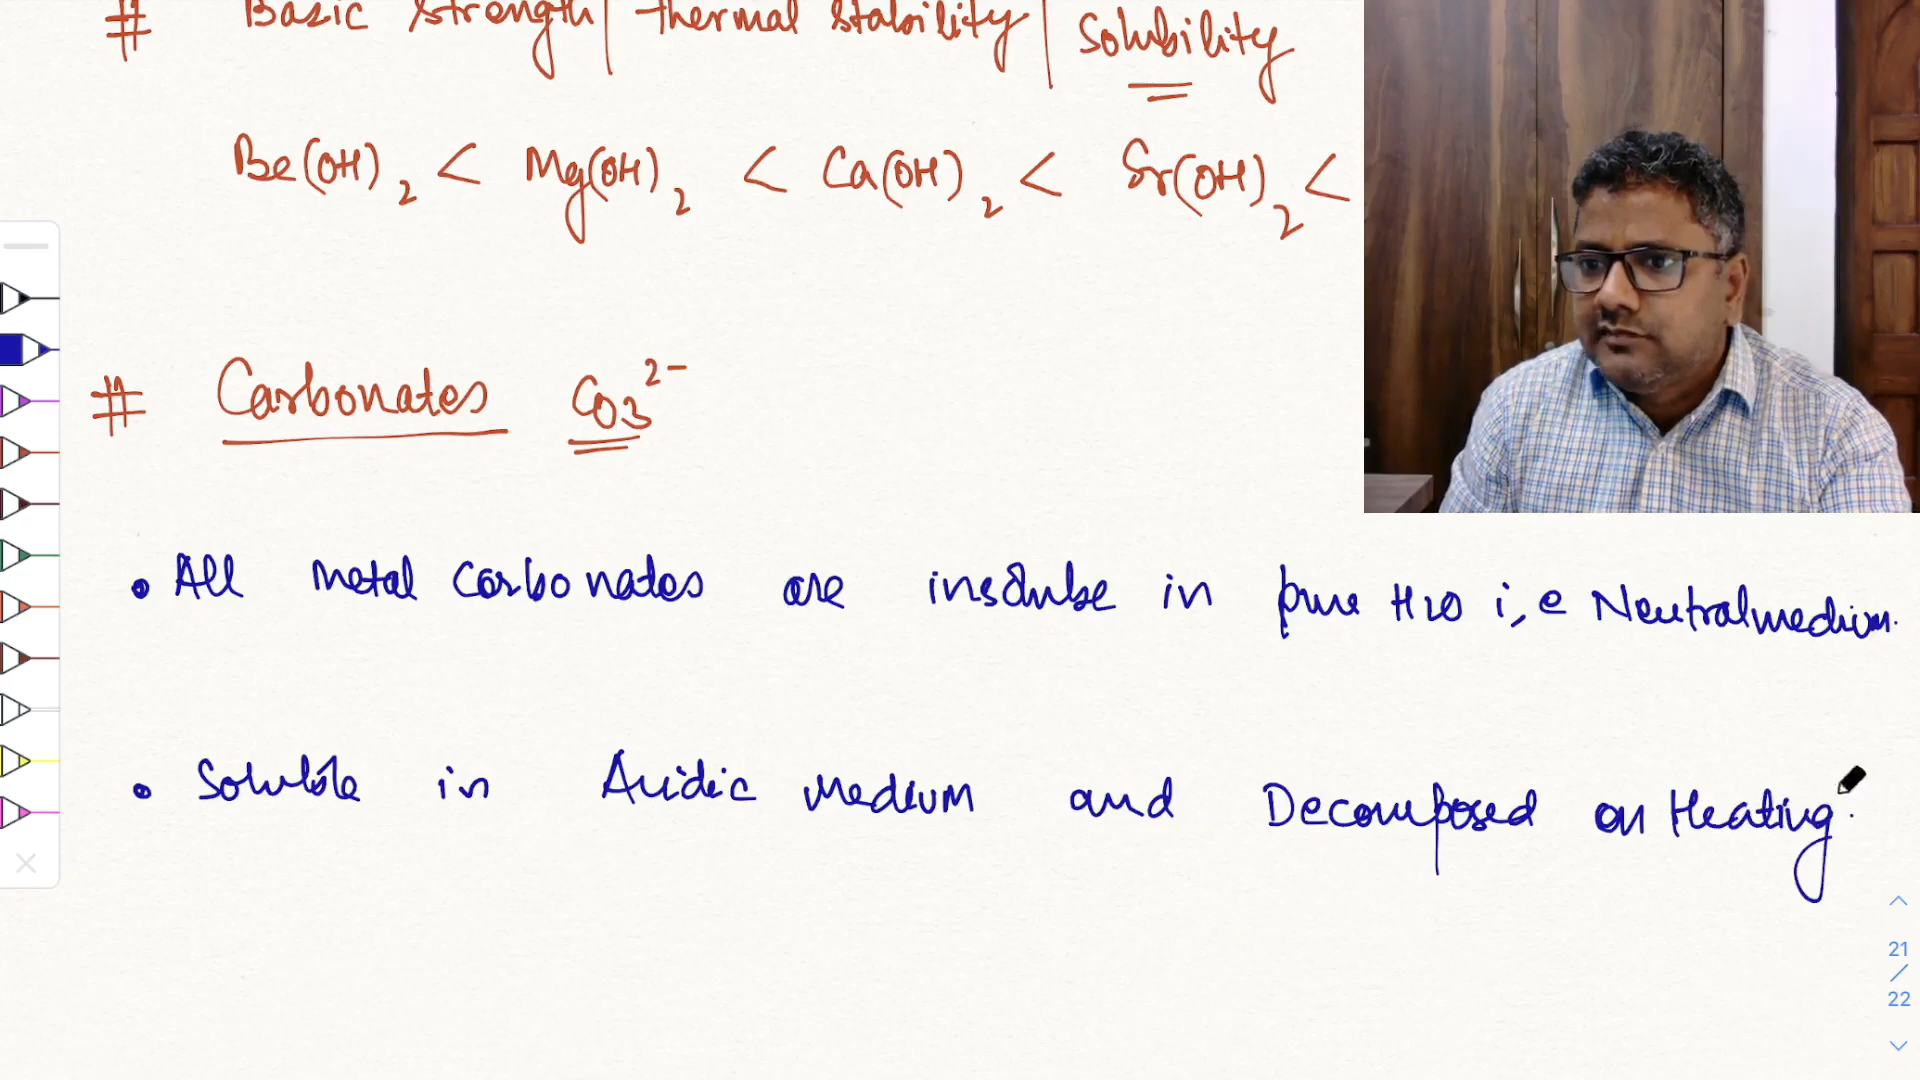 # Basic strength | thermal stability | Solubility
Be(OH)₂ < Mg(OH)₂ < Ca(OH)₂ < Sr(OH)₂ <
# Carbonates CO₃²⁻
• All metal carbonates are insoluble in pure H₂O i,e Neutral medium.
• Soluble in Acidic Medium and Decomposed on Heating.
21
/
22